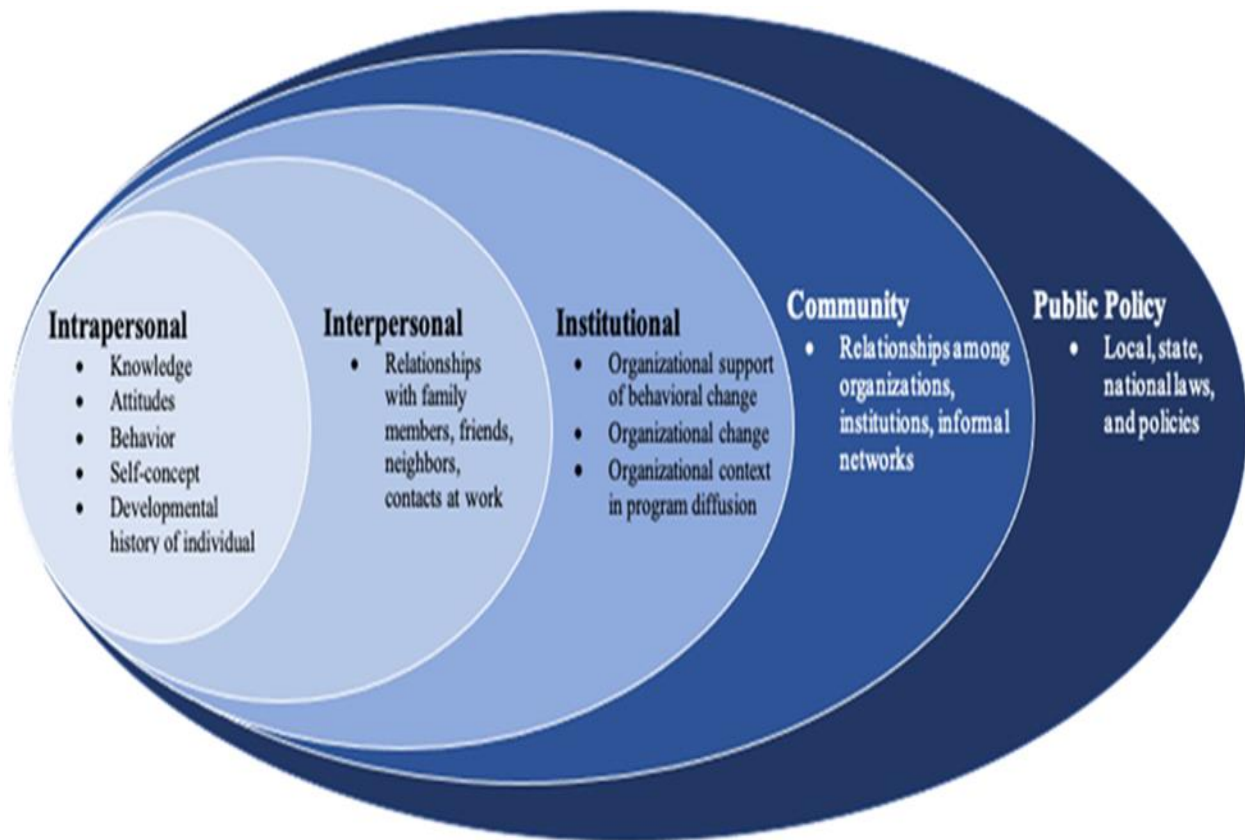 Intrapersonal
• Knowledge
• Attitudes
• Behavior
• Self-concept
• Developmental
history of individual
Interpersonal
• Relationships
with family
members, friends,
neighbors,
contacts at work
Institutional
• Organizational support
of behavioral change
• Organizational change
• Organizational context
in program diffusion
Community
• Relationships among
organizations,
institutions, informal
networks
Public Policy
• Local, state,
national laws,
and policies